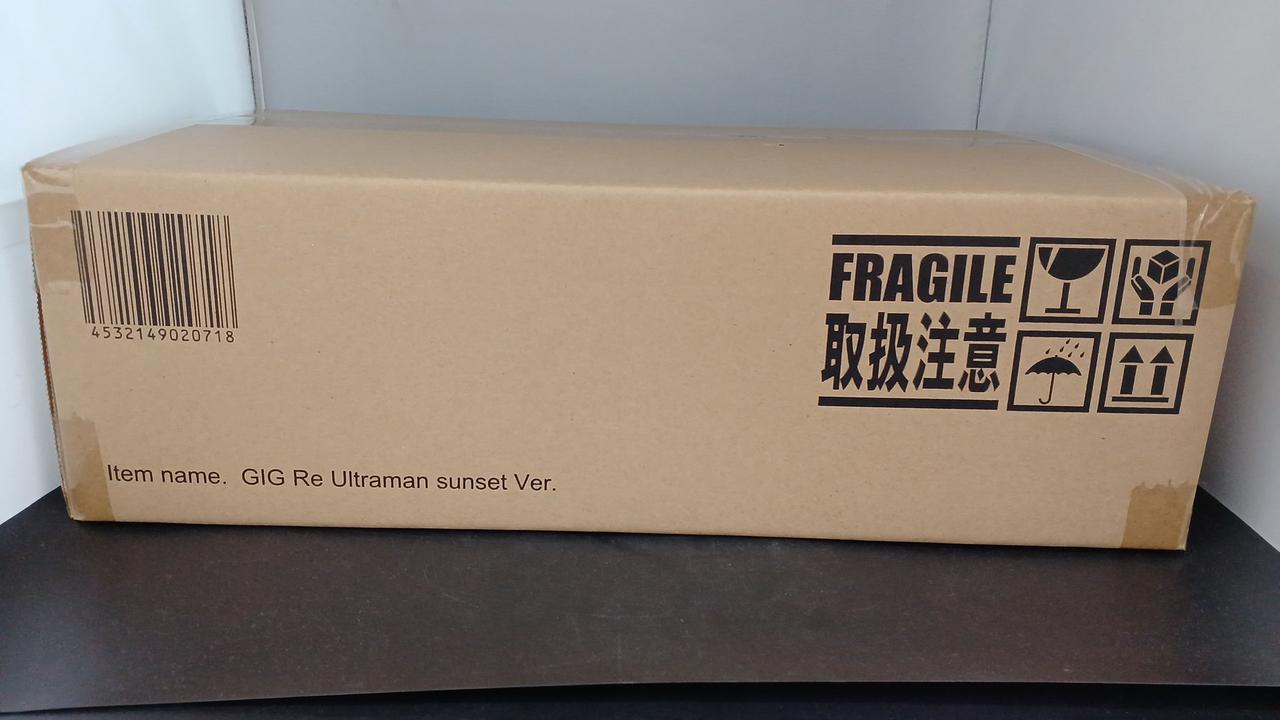 4532149020718
FRAGILE
取扱注意
Item name. GIG Re Ultraman sunset Ver.